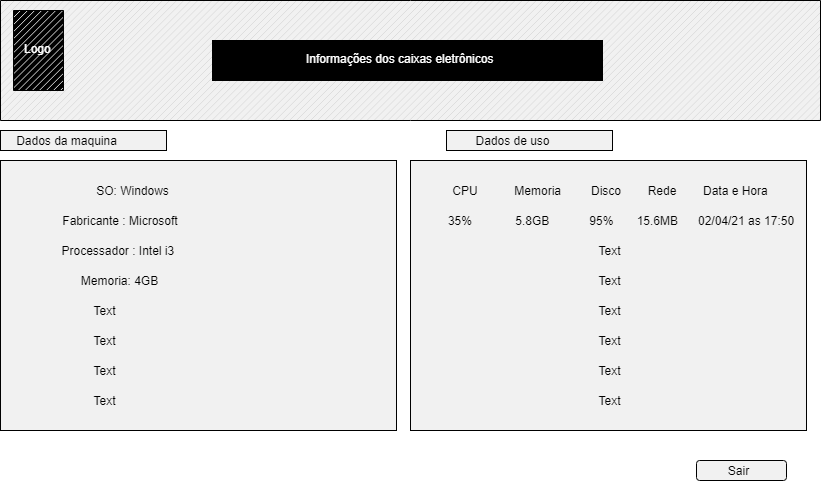 Logo
Informações dos caixas eletrônicos
Dados da maquina
SO: Windows
Fabricante : Microsoft
Processador : Intel i3
Memoria: 4GB
Text
Text
Text
Text
Dados de uso
CPU Memoria Disco Rede Data e Hora
35% 5.8GB 95% 15.6MB 02/04/21 as 17:50
Text
Text
Text
Text
Text
Text
Sair